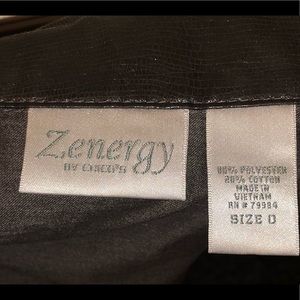 Zenergy
BY CHICO'S
80% POLYESTER
20% COTTON
MADE IN
VIETNAM
RN # 79984
SIZE 0